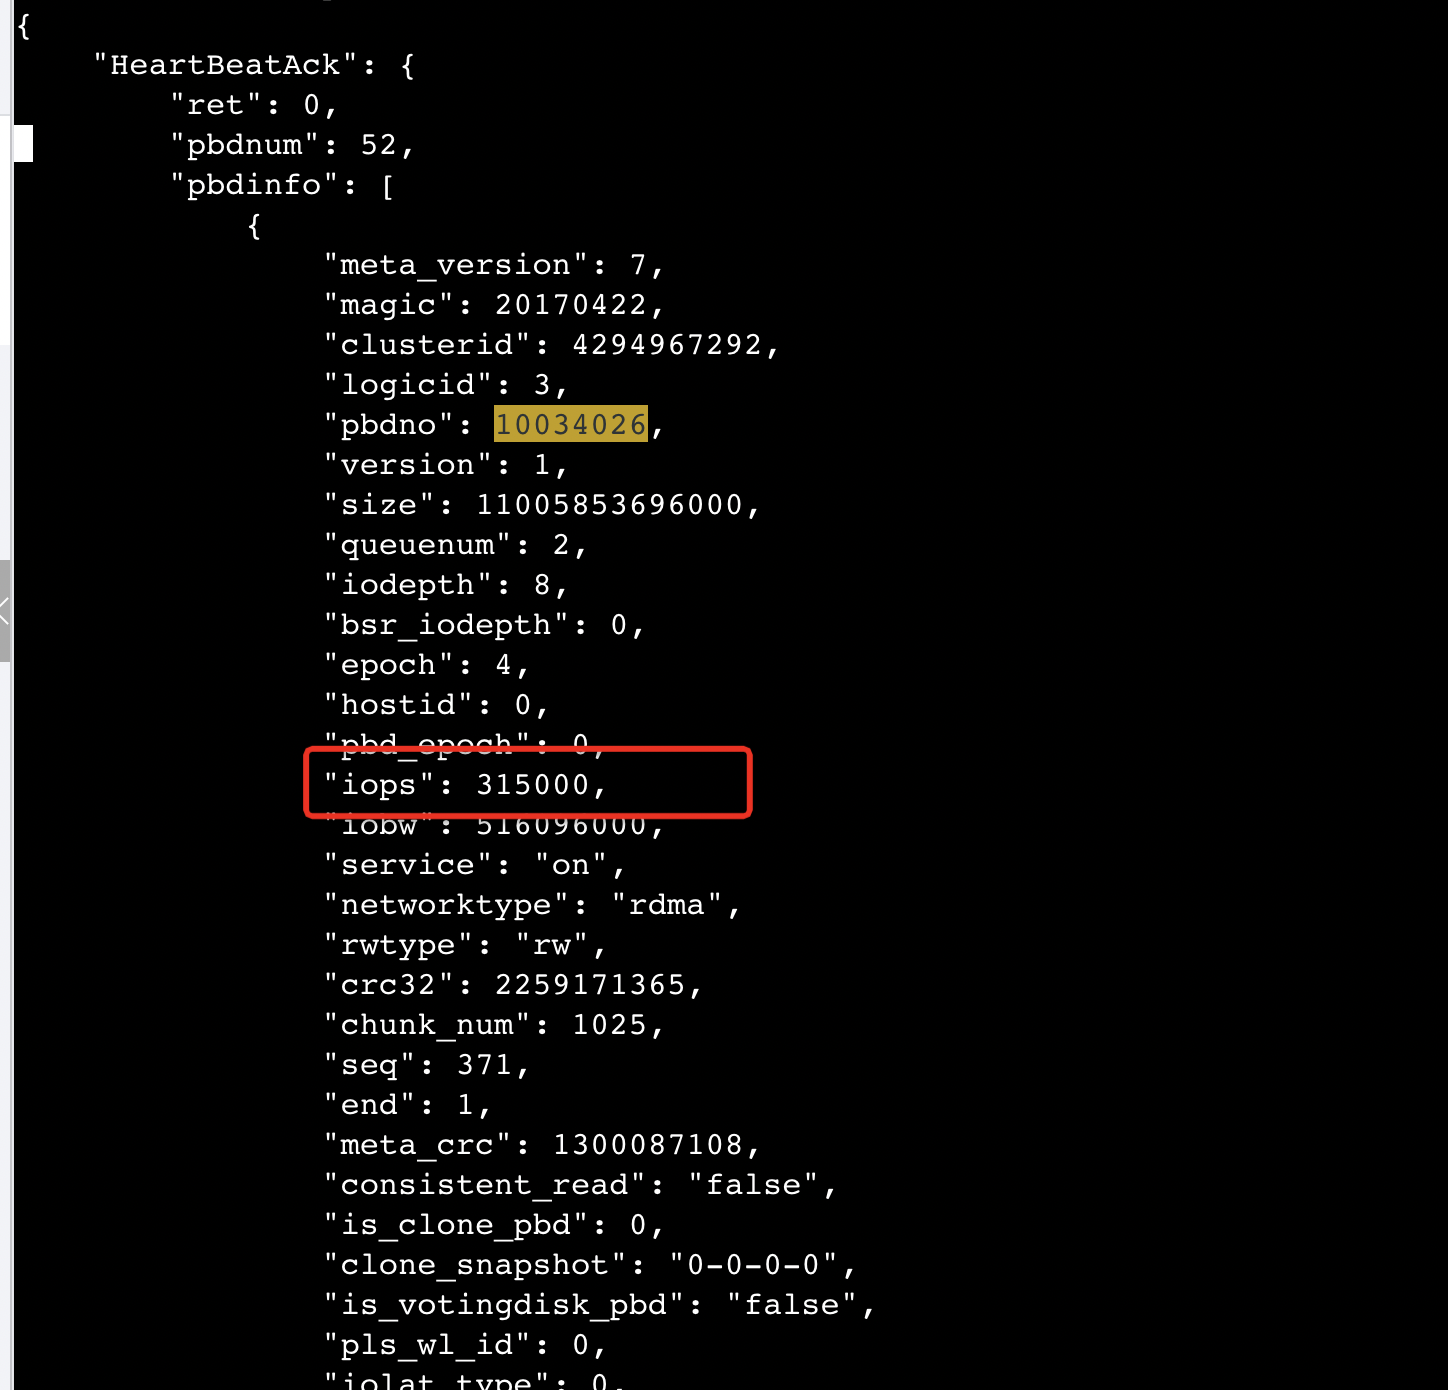 {
"HeartBeatAck": {
"ret": 0,
"pbdnum": 52,
"pbdinfo": [
{
"meta_version": 7,
"magic": 20170422,
"clusterid": 4294967292,
"logicid": 3,
"pbdno": 10034026,
"version": 1,
"size": 11005853696000,
"queuenum": 2,
"iodepth": 8,
"bsr_iodepth": 0,
"epoch": 4,
"hostid": 0,
"pbd_epoch": 0,
"iops": 315000,
"iobw": 516096000,
"service": "on",
"networktype": "rdma",
"rwtype": "rw",
"crc32": 2259171365,
"chunk_num": 1025,
"seq": 371,
"end": 1,
"meta_crc": 1300087108,
"consistent_read": "false",
"is_clone_pbd": 0,
"clone_snapshot": "0-0-0-0",
"is_votingdisk_pbd": "false",
"pls_wl_id": 0,
"iolat_type": 0,